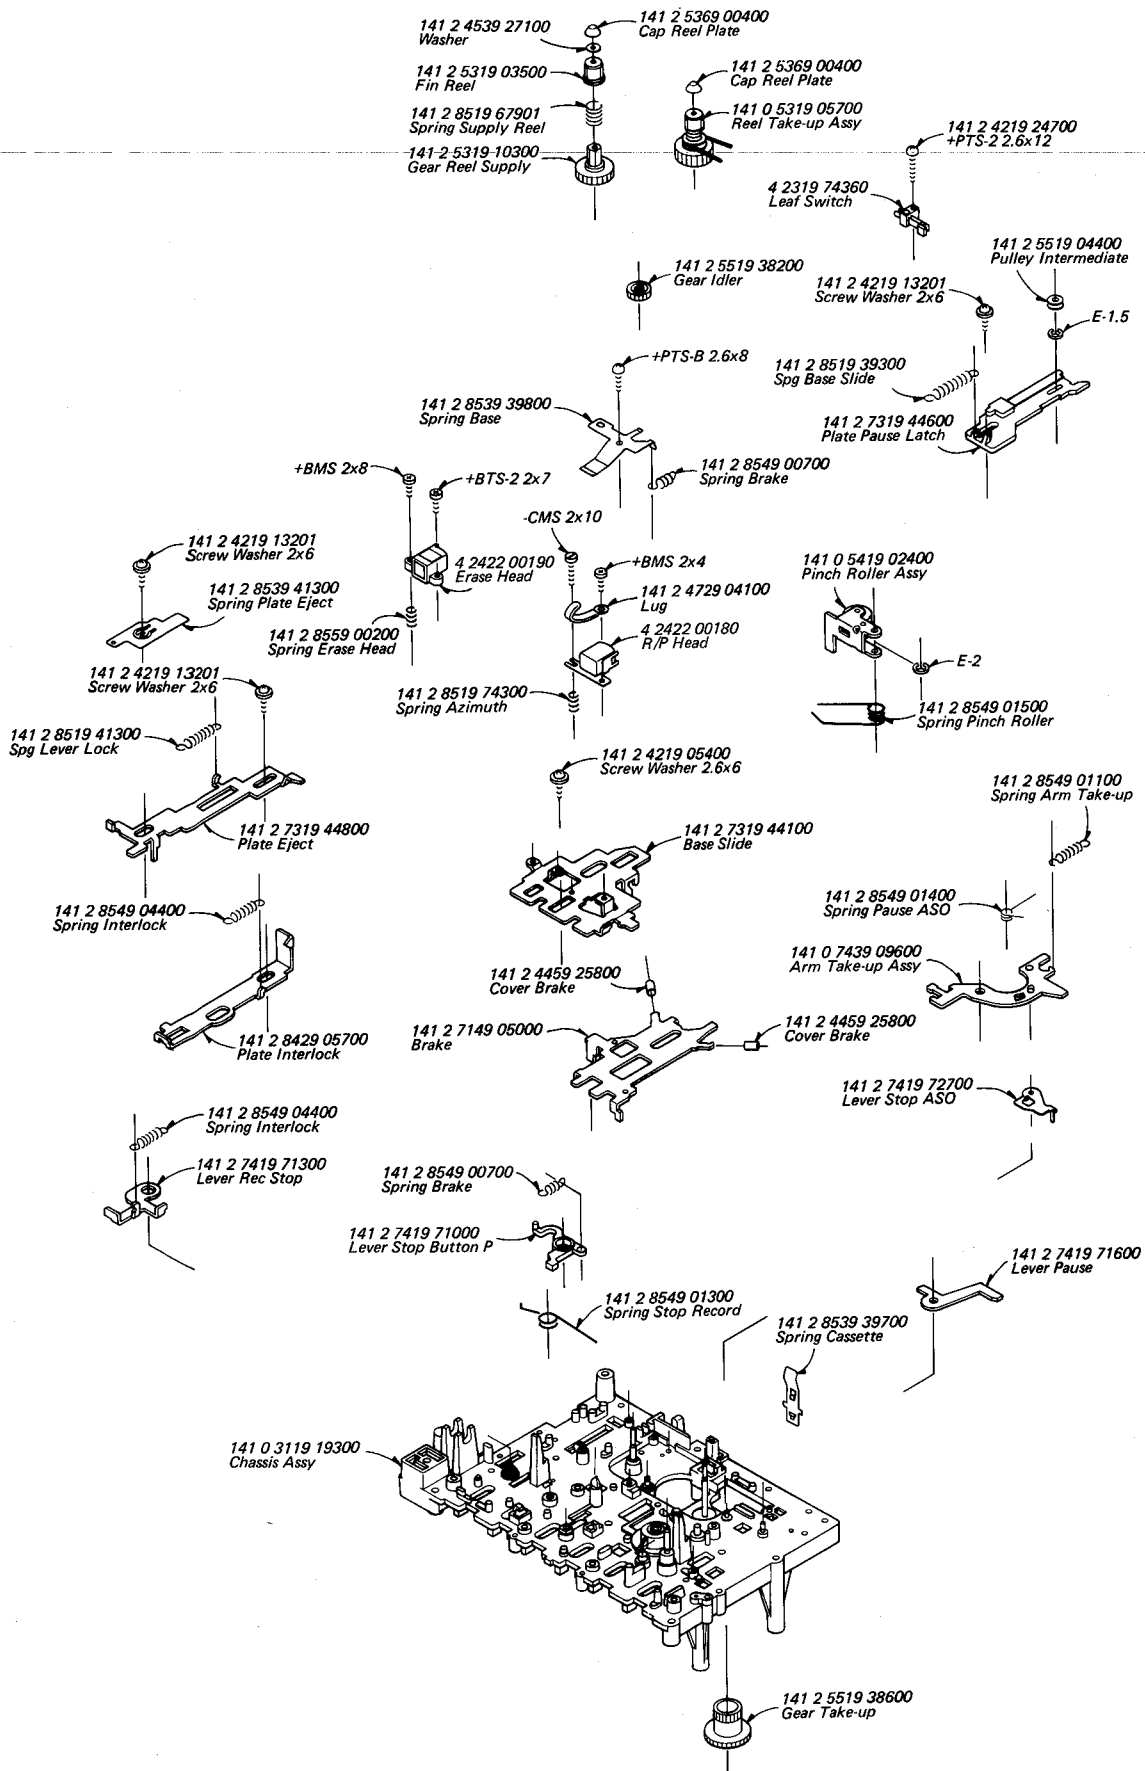 141 2 5369 00400
Cap Reel Plate
141 2 4539 27100
Washer
141 2 5319 03500
Fin Reel
141 2 5369 00400
Cap Reel Plate
141 2 8519 67901
Spring Supply Reel
141 0 5319 05700
Reel Take-up Assy
141 2 4219 24700
+PTS-2 2.6x12
141 2 5319 10300
Gear Reel Supply
4 2319 74360
Leaf Switch
141 2 5519 04400
Pulley Intermediate
141 2 5519 38200
Gear Idler
141 2 4219 13201
Screw Washer 2x6
E-1.5
+PTS-B 2.6x8
141 2 8519 39300
Spg Base Slide
141 2 8539 39800
Spring Base
141 2 7319 44600
Plate Pause Latch
+BMS 2x8
+BTS-2 2x7
141 2 8549 00700
Spring Brake
-CMS 2x10
141 2 4219 13201
Screw Washer 2x6
4 2422 00190
Erase Head
+BMS 2x4
141 0 5419 02400
Pinch Roller Assy
141 2 8539 41300
Spring Plate Eject
141 2 4729 04100
Lug
141 2 8559 00200
Spring Erase Head
4 2422 00180
R/P Head
E-2
141 2 4219 13201
Screw Washer 2x6
141 2 8519 74300
Spring Azimuth
141 2 8549 01500
Spring Pinch Roller
141 2 8519 41300
Spg Lever Lock
141 2 4219 05400
Screw Washer 2.6x6
141 2 8549 01100
Spring Arm Take-up
141 2 7319 44800
Plate Eject
141 2 7319 44100
Base Slide
141 2 8549 04400
Spring Interlock
141 2 8549 01400
Spring Pause ASO
141 0 7439 09600
Arm Take-up Assy
141 2 4459 25800
Cover Brake
141 2 8429 05700
Plate Interlock
141 2 7149 05000
Brake
141 2 4459 25800
Cover Brake
141 2 7419 72700
Lever Stop ASO
141 2 8549 04400
Spring Interlock
141 2 7419 71300
Lever Rec Stop
141 2 8549 00700
Spring Brake
141 2 7419 71000
Lever Stop Button P
141 2 7419 71600
Lever Pause
141 2 8549 01300
Spring Stop Record
141 2 8539 39700
Spring Cassette
141 0 3119 19300
Chassis Assy
141 2 5519 38600
Gear Take-up